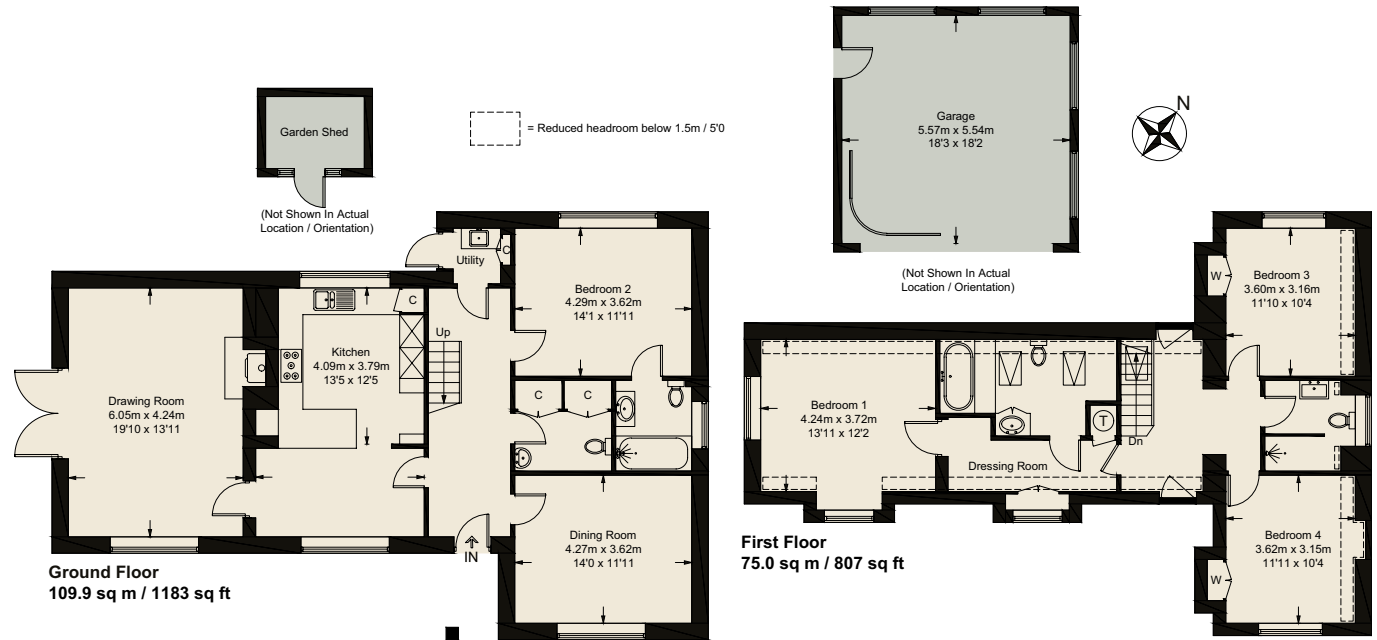 Garden Shed
(Not Shown In Actual
Location / Orientation)
= Reduced headroom below 1.5m / 5'0
Garage
5.57m x 5.54m
18'3 x 18'2
(Not Shown In Actual
Location / Orientation)
N
Utility
C
Bedroom 2
4.29m x 3.62m
14'1 x 11'11
C
Up
Kitchen
4.09m x 3.79m
13'5 x 12'5
Drawing Room
6.05m x 4.24m
19'10 x 13'11
C
C
Dining Room
4.27m x 3.62m
14'0 x 11'11
IN
Ground Floor
109.9 sq m / 1183 sq ft
W
Bedroom 3
3.60m x 3.16m
11'10 x 10'4
Bedroom 1
4.24m x 3.72m
13'11 x 12'2
T
Dn
Dressing Room
Bedroom 4
3.62m x 3.15m
11'11 x 10'4
W
First Floor
75.0 sq m / 807 sq ft